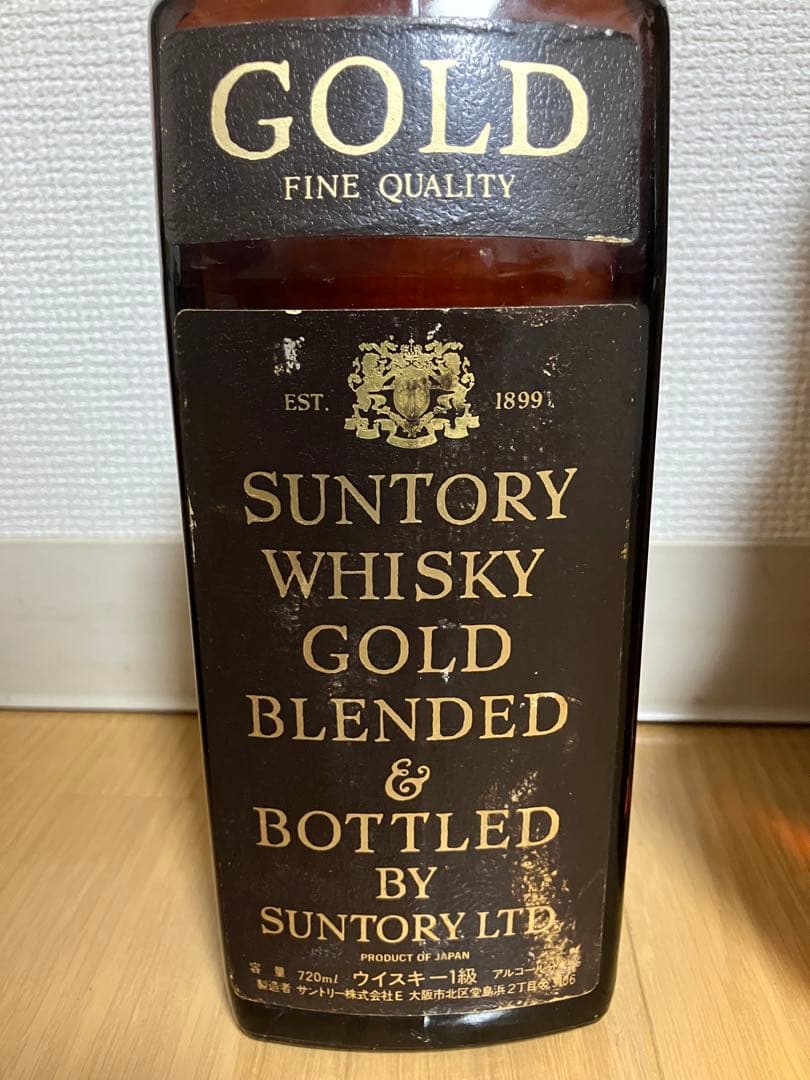 GOLD
FINE QUALITY
EST. 1899
SUNTORY
WHISKY
GOLD
BLENDED
&
BOTTLED
BY
SUNTORY LTD
PRODUCT OF JAPAN
容量 720ml ウイスキー1級 アルコール分
製造者 サントリー株式会社E 大阪市北区堂島浜2丁目